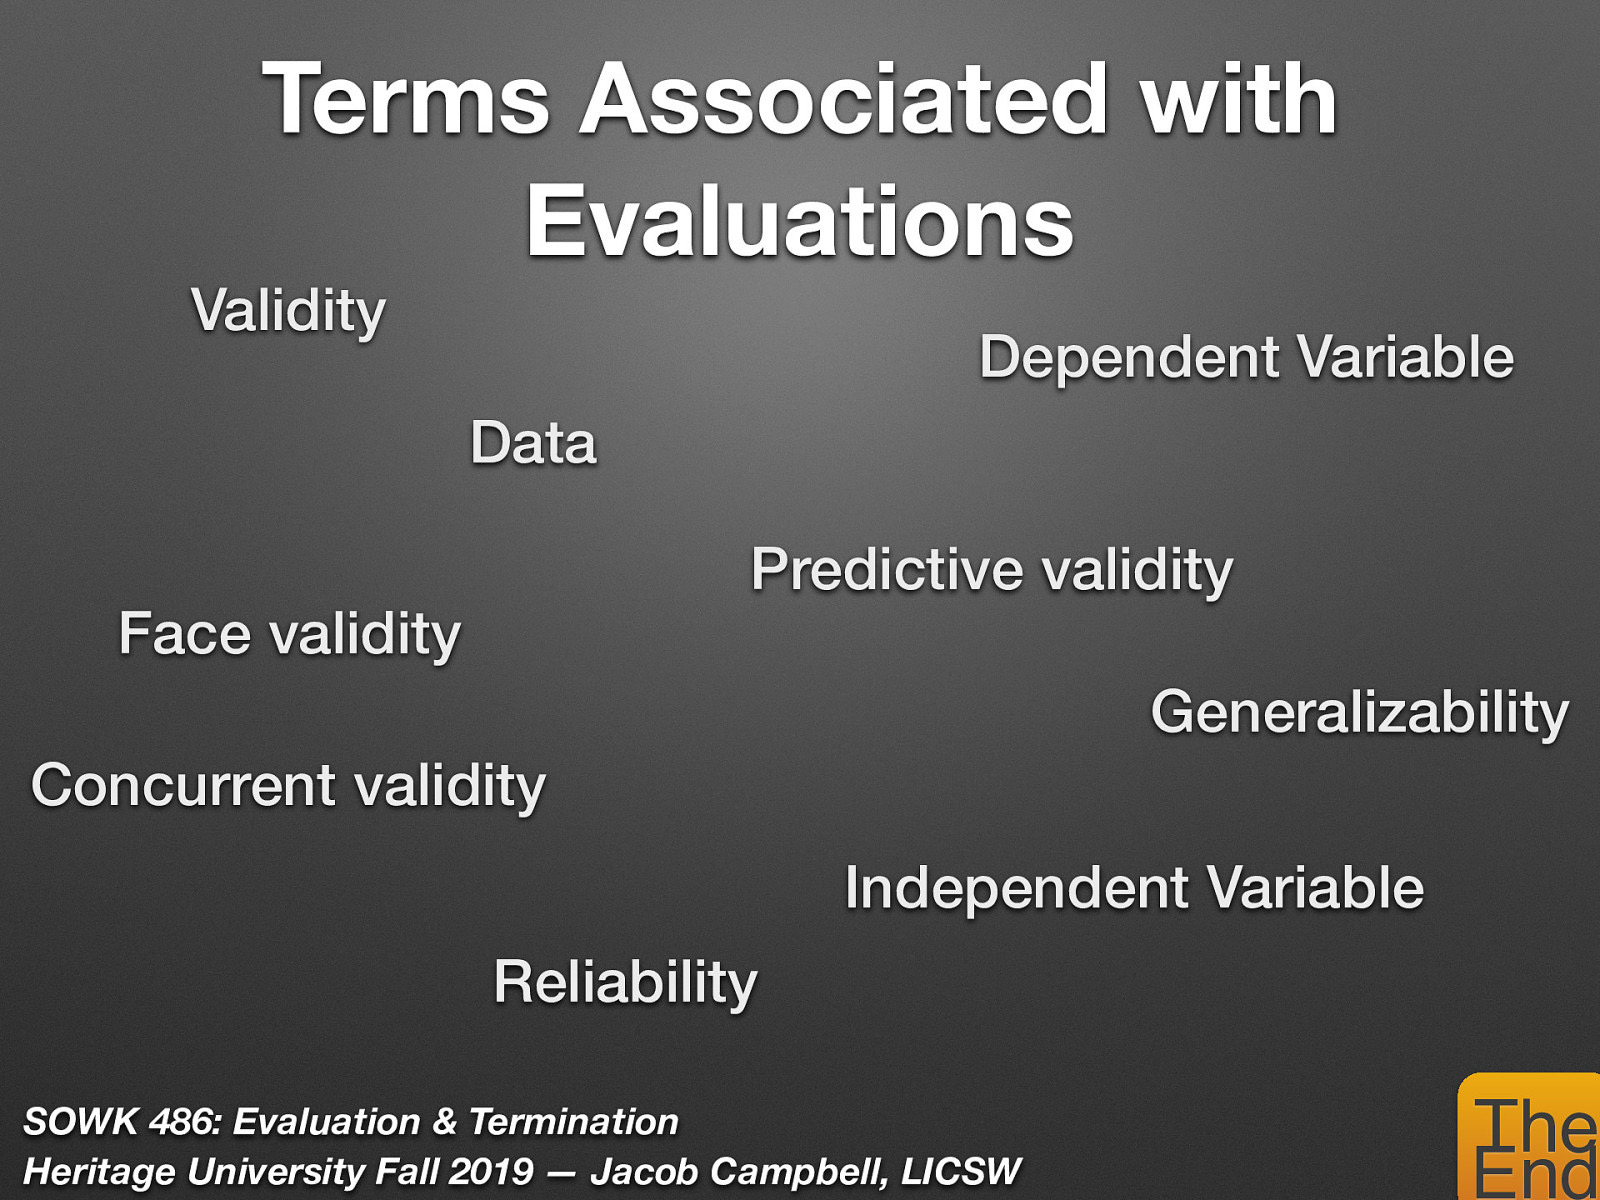 Terms Associated with
Evaluations
Validity
Dependent Variable
Data
Predictive validity
Face validity
Generalizability
Concurrent validity
Independent Variable
Reliability
SOWK 486: Evaluation & Termination
Heritage University Fall 2019 — Jacob Campbell, LICSW
The
End